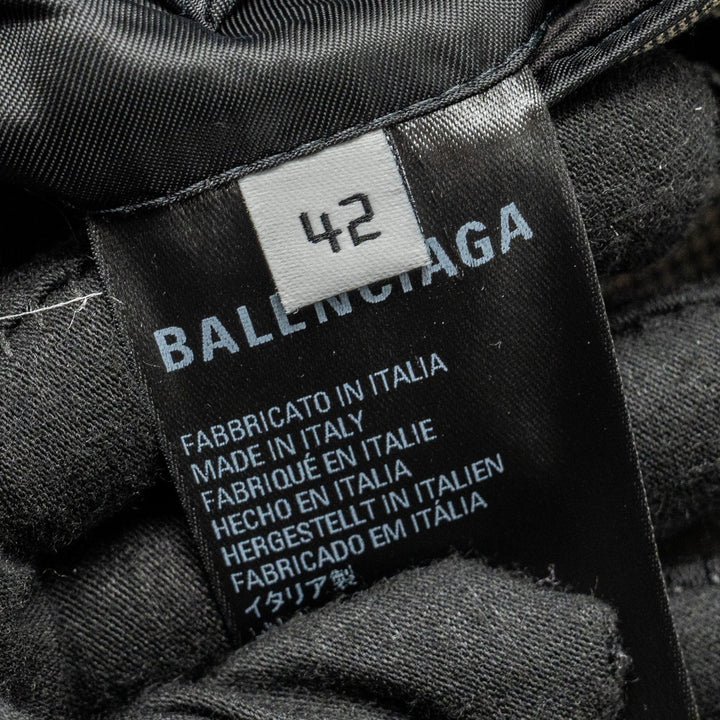 42
BALENCIAGA
FABBRICATO IN ITALIA
MADE IN ITALY
FABRIQUÉ EN ITALIE
HECHO EN ITALIA
HERGESTELLT IN ITALIEN
FABRICADO EM ITÁLIA
イタリア製